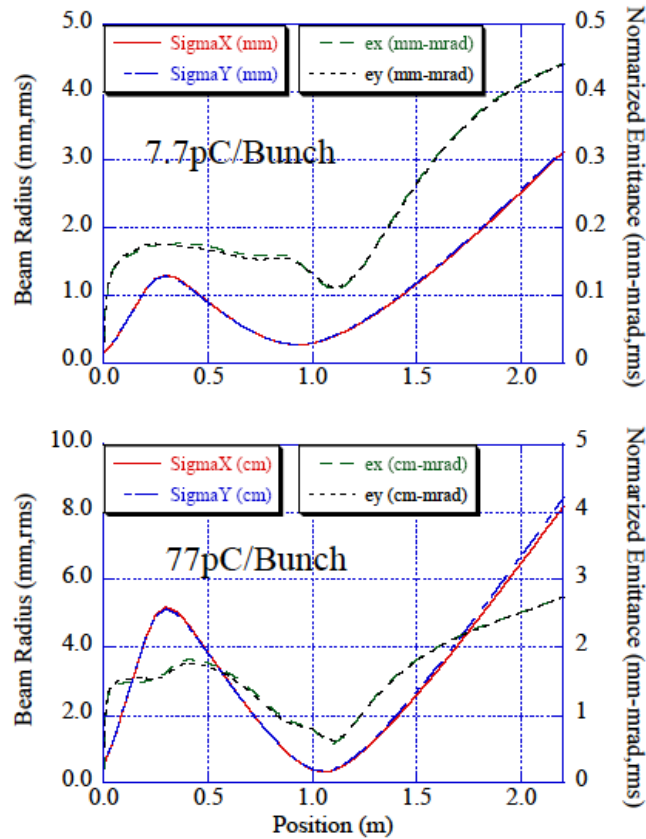 5.0
4.0
3.0
2.0
1.0
0.0
Beam Radius (mm,rms)
SigmaX (mm)
SigmaY (mm)
ex (mm-mrad)
ey (mm-mrad)
7.7pC/Bunch
0.5
0.4
0.3
0.2
0.1
0
Normarized Emittance (mm-mrad,rms)
0.0
0.5
1.0
1.5
2.0
10.0
8.0
6.0
4.0
2.0
0.0
Beam Radius (mm,rms)
SigmaX (cm)
SigmaY (cm)
ex (cm-mrad)
ey (cm-mrad)
77pC/Bunch
5
4
3
2
1
0
Normarized Emittance (mm-mrad,rms)
0.0
0.5
1.0
1.5
2.0
Position (m)